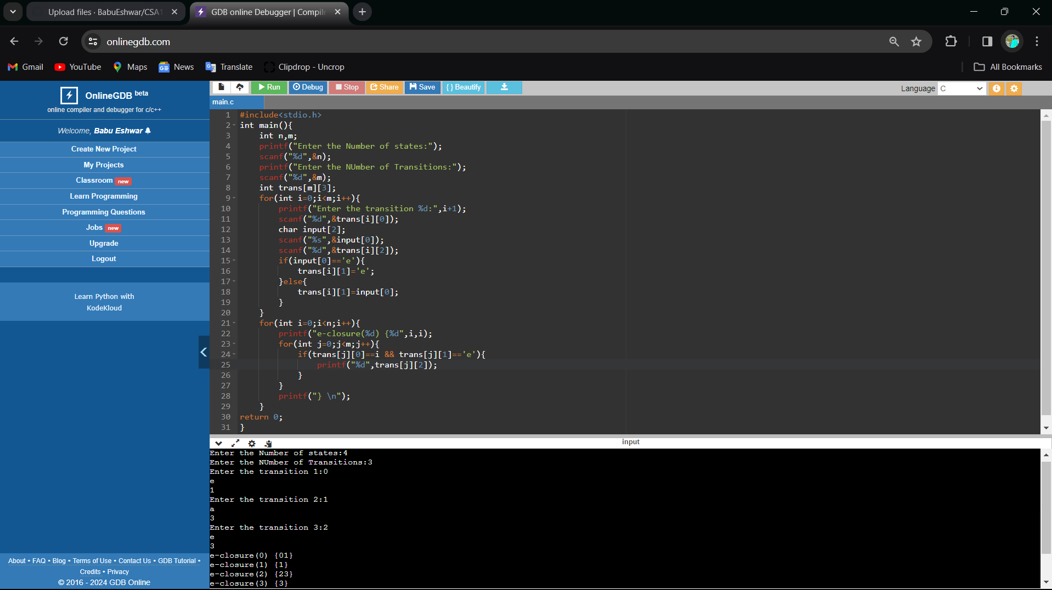 Upload files · BabuEshwar/CSA
GDB online Debugger | Compile
onlinegdb.com
Gmail
YouTube
Maps
News
Translate
Clipdrop - Uncrop
All Bookmarks
OnlineGDB beta
online compiler and debugger for c/c++
Welcome, Babu Eshwar
Create New Project
My Projects
Classroom new
Learn Programming
Programming Questions
Jobs new
Upgrade
Logout
Learn Python with
KodeKloud
About • FAQ • Blog • Terms of Use • Contact Us • GDB Tutorial •
Credits • Privacy
© 2016 - 2024 GDB Online
Run
Debug
Stop
Share
Save
{ } Beautify
Language C
main.c
1 #include<stdio.h>
2 int main(){
3 int n,m;
4 printf("Enter the Number of states:");
5 scanf("%d",&n);
6 printf("Enter the NUmber of Transitions:");
7 scanf("%d",&m);
8 int trans[m][3];
9 for(int i=0;i<m;i++){
10 printf("Enter the transition %d:",i+1);
11 scanf("%d",&trans[i][0]);
12 char input[2];
13 scanf("%s",&input[0]);
14 scanf("%d",&trans[i][2]);
15 if(input[0]=='e'){
16 trans[i][1]='e';
17 }else{
18 trans[i][1]=input[0];
19 }
20 }
21 for(int i=0;i<n;i++){
22 printf("e-closure(%d) {%d",i,i);
23 for(int j=0;j<m;j++){
24 if(trans[j][0]==i && trans[j][1]=='e'){
25 printf("%d",trans[j][2]);
26 }
27 }
28 printf("} \n");
29 }
30 return 0;
31 }
input
Enter the Number of states:4
Enter the NUmber of Transitions:3
Enter the transition 1:0
e
1
Enter the transition 2:1
a
3
Enter the transition 3:2
e
3
e-closure(0) {01}
e-closure(1) {1}
e-closure(2) {23}
e-closure(3) {3}